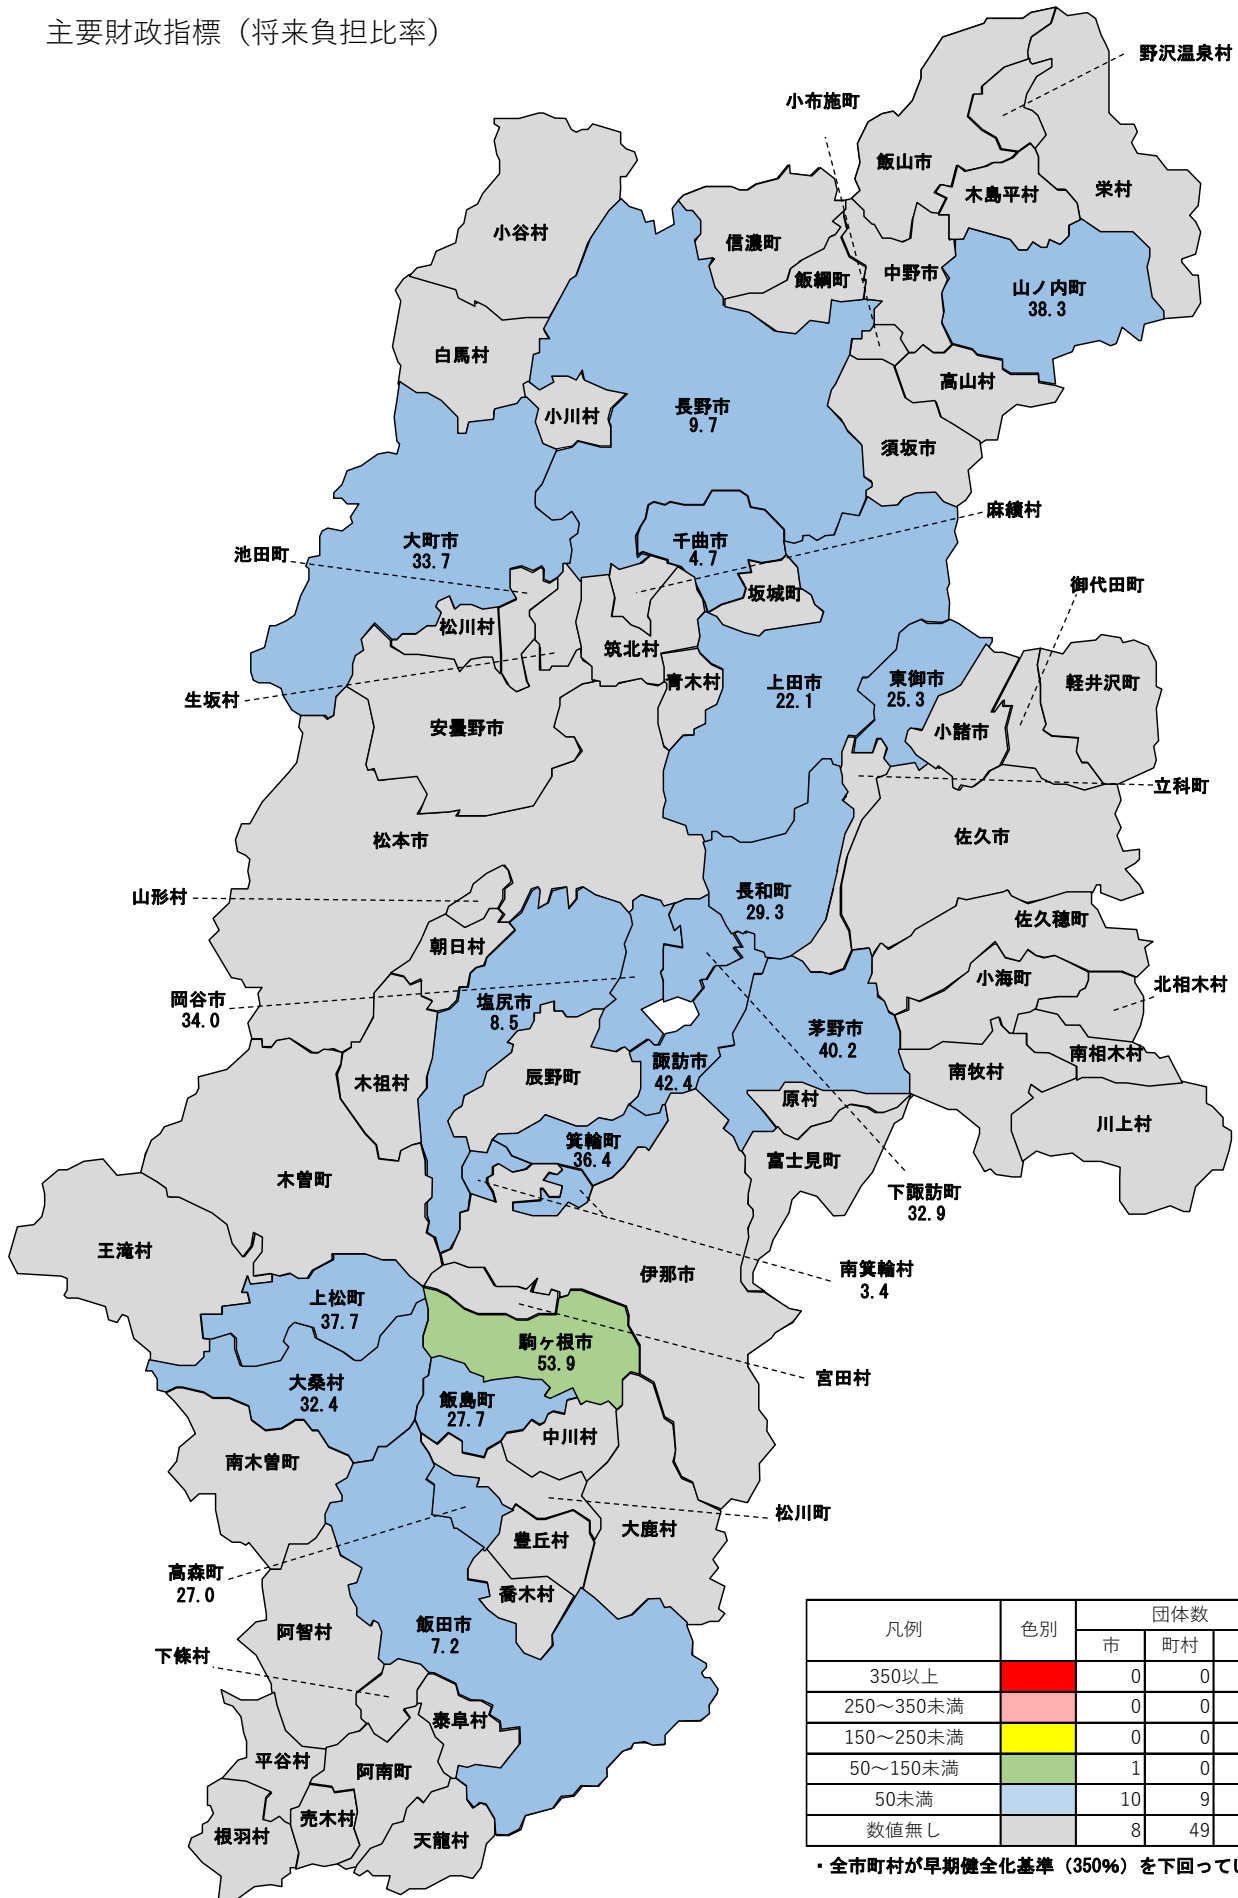 主要財政指標（将来負担比率）
野沢温泉村
小布施町
飯山市
木島平村
栄村
小谷村
信濃町
飯綱町
中野市
山ノ内町
38.3
白馬村
高山村
小川村
長野市
9.7
須坂市
麻績村
大町市
33.7
千曲市
4.7
池田町
坂城町
御代田町
松川村
筑北村
青木村
上田市
22.1
東御市
25.3
軽井沢町
生坂村
安曇野市
小諸市
立科町
松本市
佐久市
山形村
長和町
29.3
佐久穂町
朝日村
小海町
北相木村
岡谷市
34.0
塩尻市
8.5
茅野市
40.2
南相木村
木祖村
辰野町
諏訪市
42.4
南牧村
原村
川上村
箕輪町
36.4
富士見町
木曽町
下諏訪町
32.9
王滝村
伊那市
南箕輪村
3.4
上松町
37.7
駒ヶ根市
53.9
宮田村
大桑村
32.4
飯島町
27.7
中川村
南木曽町
松川町
大鹿村
豊丘村
高森町
27.0
喬木村
阿智村
飯田市
7.2
下條村
泰阜村
平谷村
阿南町
売木村
根羽村
天龍村
凡例 色別 団体数
市 町村
350以上 0 0
250～350未満 0 0
150～250未満 0 0
50～150未満 1 0
50未満 10 9
数値無し 8 49
・全市町村が早期健全化基準（350%）を下回ってい